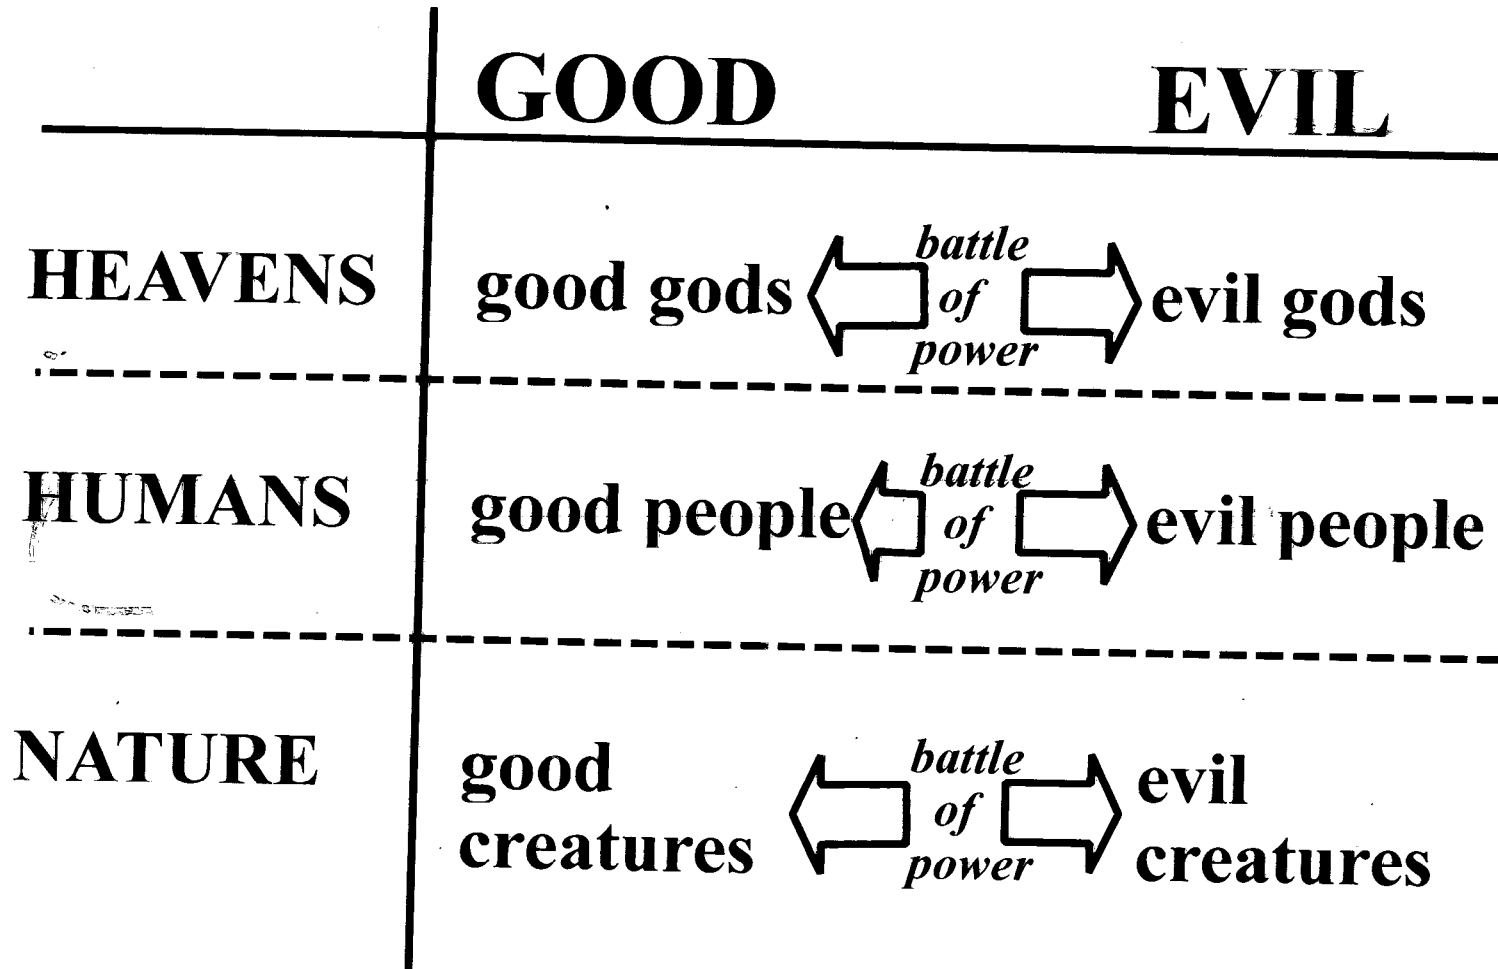 GOOD EVIL
HEAVENS good gods battle of power evil gods
HUMANS good people battle of power evil people
NATURE good creatures battle of power evil creatures